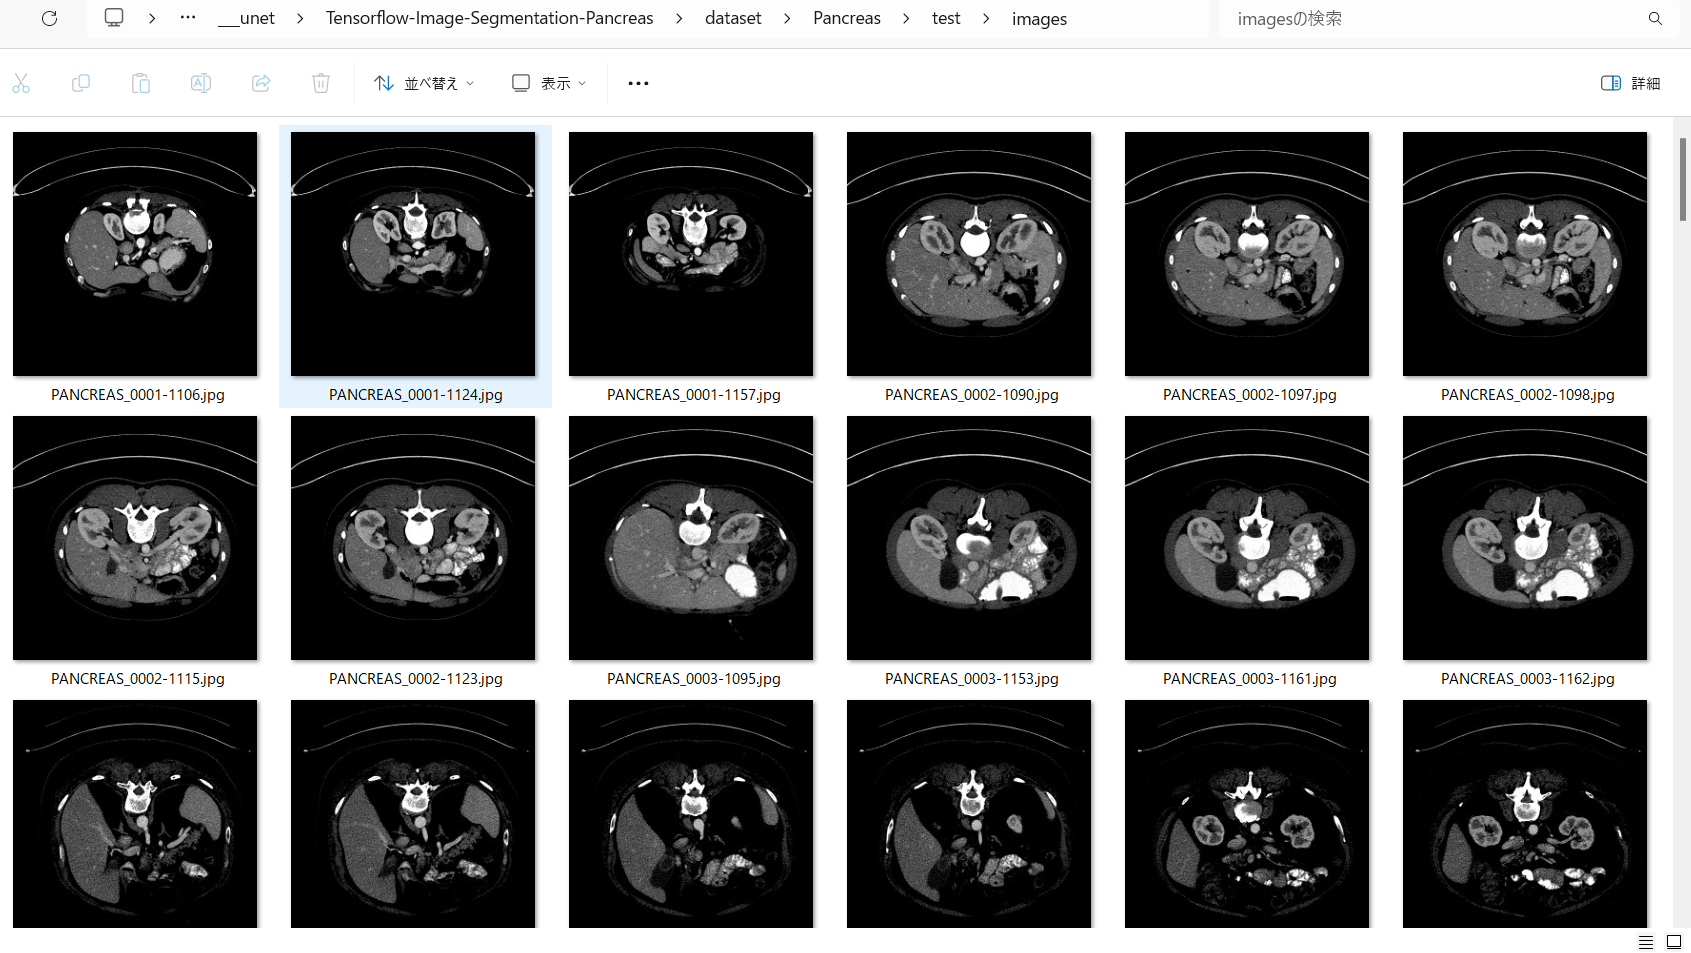 __unet > Tensorflow-Image-Segmentation-Pancreas > dataset > Pancreas > test > images
imagesの検索
並べ替え
表示
詳細
PANCREAS_0001-1106.jpg
PANCREAS_0001-1124.jpg
PANCREAS_0001-1157.jpg
PANCREAS_0002-1090.jpg
PANCREAS_0002-1097.jpg
PANCREAS_0002-1098.jpg
PANCREAS_0002-1115.jpg
PANCREAS_0002-1123.jpg
PANCREAS_0003-1095.jpg
PANCREAS_0003-1153.jpg
PANCREAS_0003-1161.jpg
PANCREAS_0003-1162.jpg